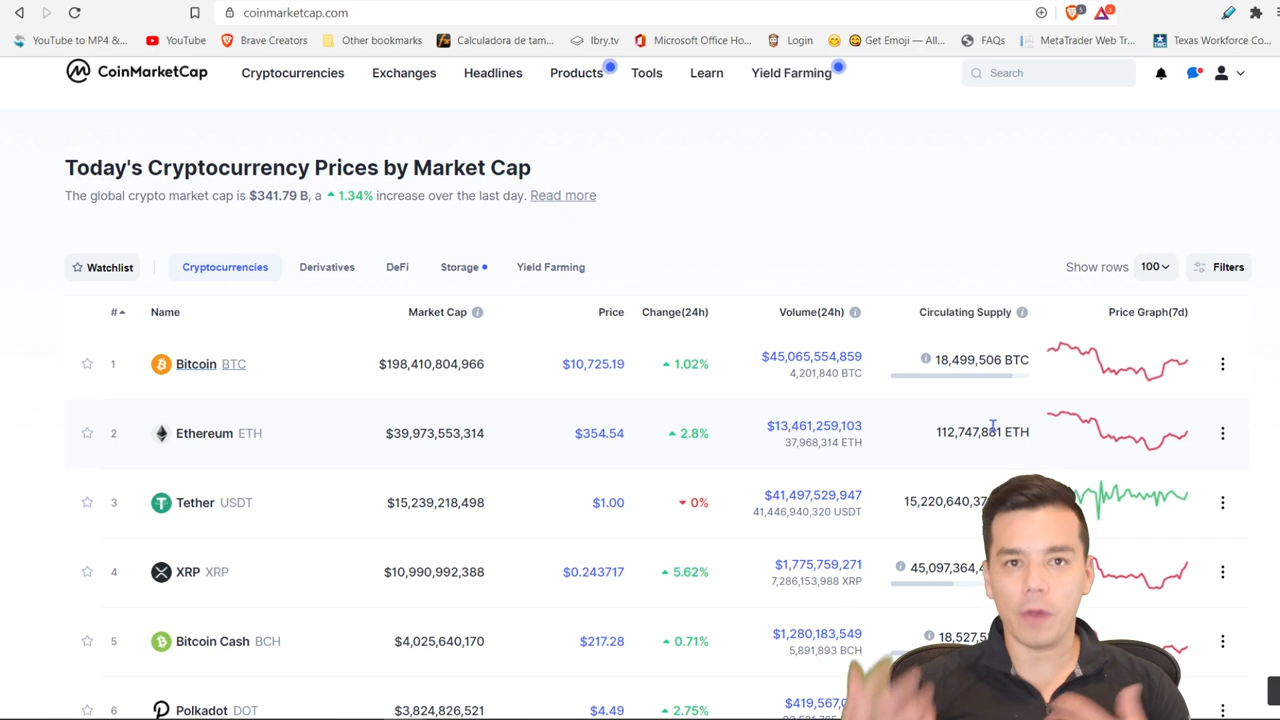 coinmarketcap.com
YouTube to MP4 &... YouTube Brave Creators Other bookmarks Calculadora de tam... lbry.tv Microsoft Office Ho... Login Get Emoji — All... FAQs MetaTrader Web Tr... Texas Workforce Co...
CoinMarketCap Cryptocurrencies Exchanges Headlines Products Tools Learn Yield Farming Search
Today's Cryptocurrency Prices by Market Cap
The global crypto market cap is $341.79 B, a 1.34% increase over the last day. Read more
Watchlist Cryptocurrencies Derivatives DeFi Storage Yield Farming Show rows 100 Filters
# Name Market Cap Price Change(24h) Volume(24h) Circulating Supply Price Graph(7d)
1 Bitcoin BTC $198,410,804,966 $10,725.19 1.02% $45,065,554,859 18,499,506 BTC
4,201,840 BTC
2 Ethereum ETH $39,973,553,314 $354.54 2.8% $13,461,259,103 112,747,881 ETH
37,968,314 ETH
3 Tether USDT $15,239,218,498 $1.00 0% $41,497,529,947
41,446,940,320 USDT
4 XRP XRP $10,990,992,388 $0.243717 5.62% $1,775,759,271
7,286,153,988 XRP
5 Bitcoin Cash BCH $4,025,640,170 $217.28 0.71% $1,280,183,549
5,891,893 BCH
6 Polkadot DOT $3,824,826,521 $4.49 2.75%